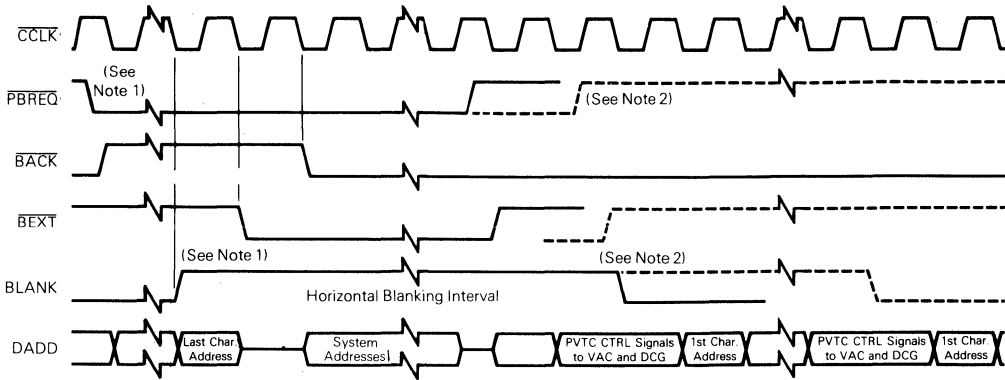 CCLK
(See
Note 1)
PBREQ
(See Note 2)
BACK
BEXT
(See Note 1)
(See Note 2)
BLANK
Horizontal Blanking Interval
DADD
Last Char.
Address
System
Addresses
PVTC CTRL Signals
to VAC and DCG
1st Char.
Address
PVTC CTRL Signals
to VAC and DCG
1st Char.
Address